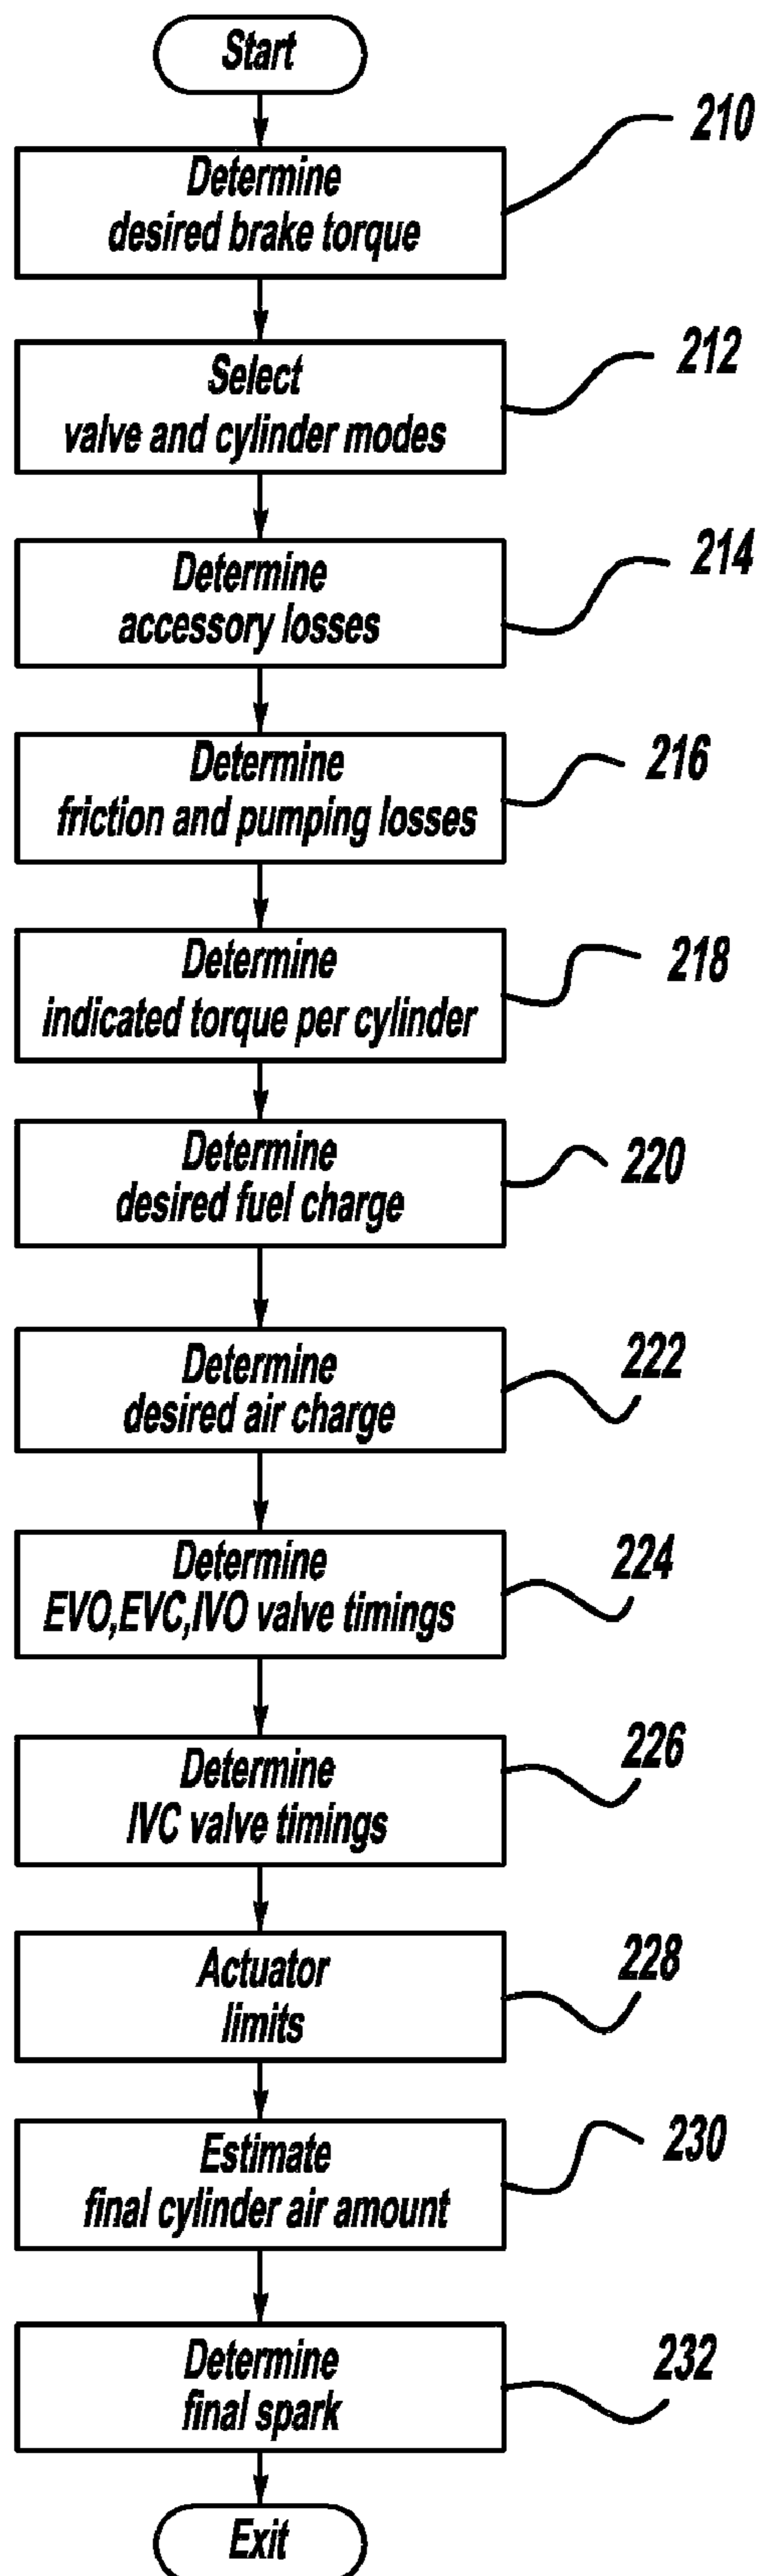 Start
210
Determine
desired brake torque
212
Select
valve and cylinder modes
214
Determine
accessory losses
216
Determine
friction and pumping losses
218
Determine
indicated torque per cylinder
220
Determine
desired fuel charge
222
Determine
desired air charge
224
Determine
EVO,EVC,IVO valve timings
226
Determine
IVC valve timings
228
Actuator
limits
230
Estimate
final cylinder air amount
232
Determine
final spark
Exit